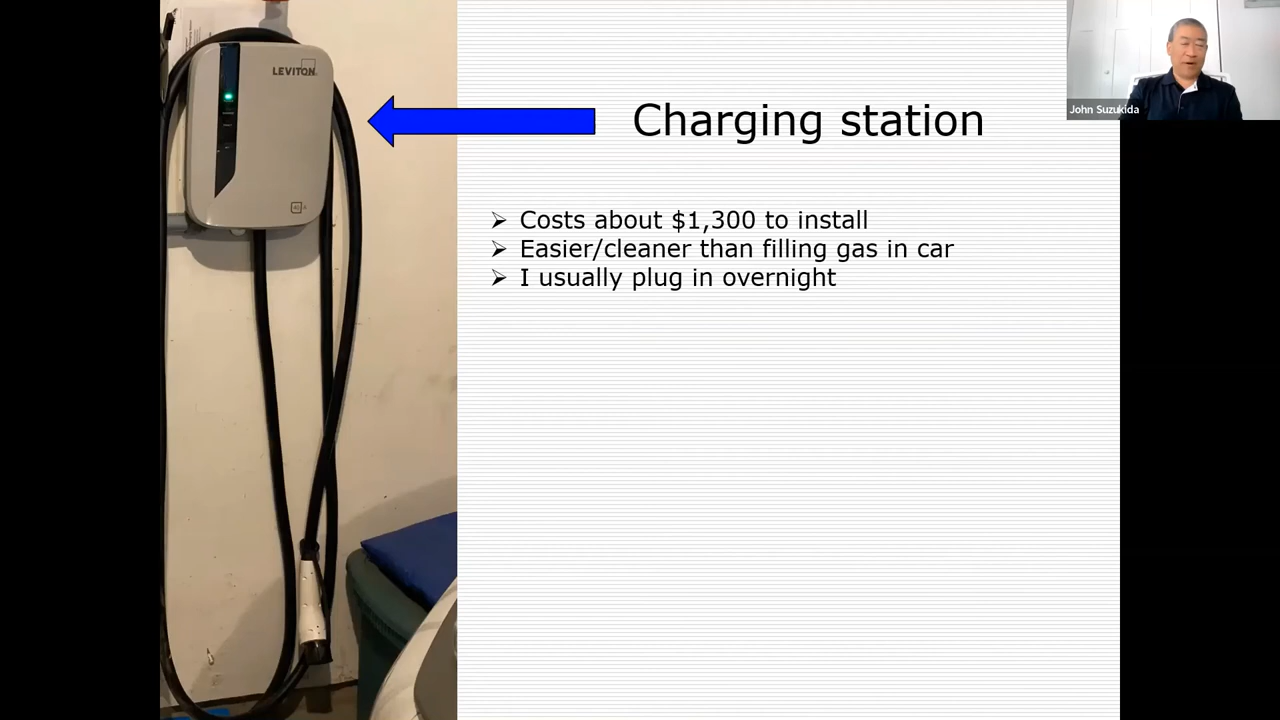 LEVITON
Charging station
John Suzukida
➢ Costs about $1,300 to install
➢ Easier/cleaner than filling gas in car
➢ I usually plug in overnight